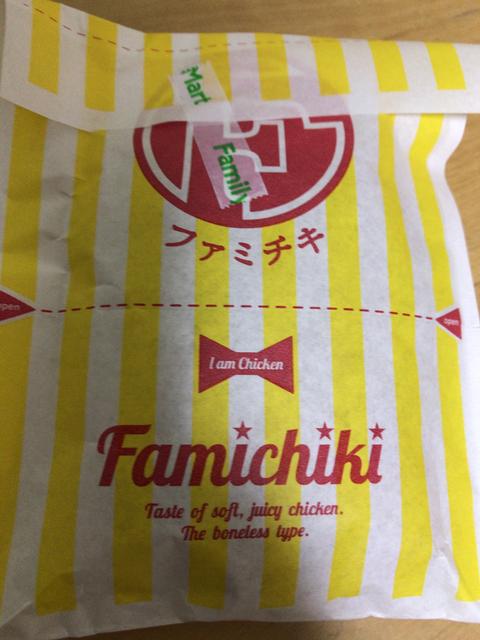 Mart
Family
ファミチキ
open
open
I am Chicken
Famichiki
Taste of soft, juicy chicken.
The boneless type.